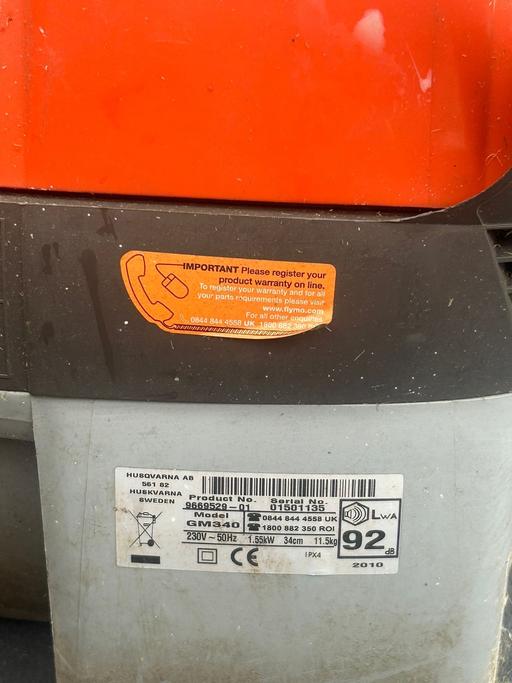 IMPORTANT Please register your
product warranty on line.
To register your warranty and for all
your parts requirements please visit
www.flymo.com
For all other enquiries
0844 844 4558 UK 1800 882 350
HUSQVARNA AB
561 82
HUSKVARNA
SWEDEN
Product No. Serial No.
9669529-01 01501135
Model
GM340
0844 844 4558 UK
1800 882 350 ROI
230V ~ 50Hz 1.55kW 34cm 11.5kg
CE IPX4
LWA
92 dB
2010